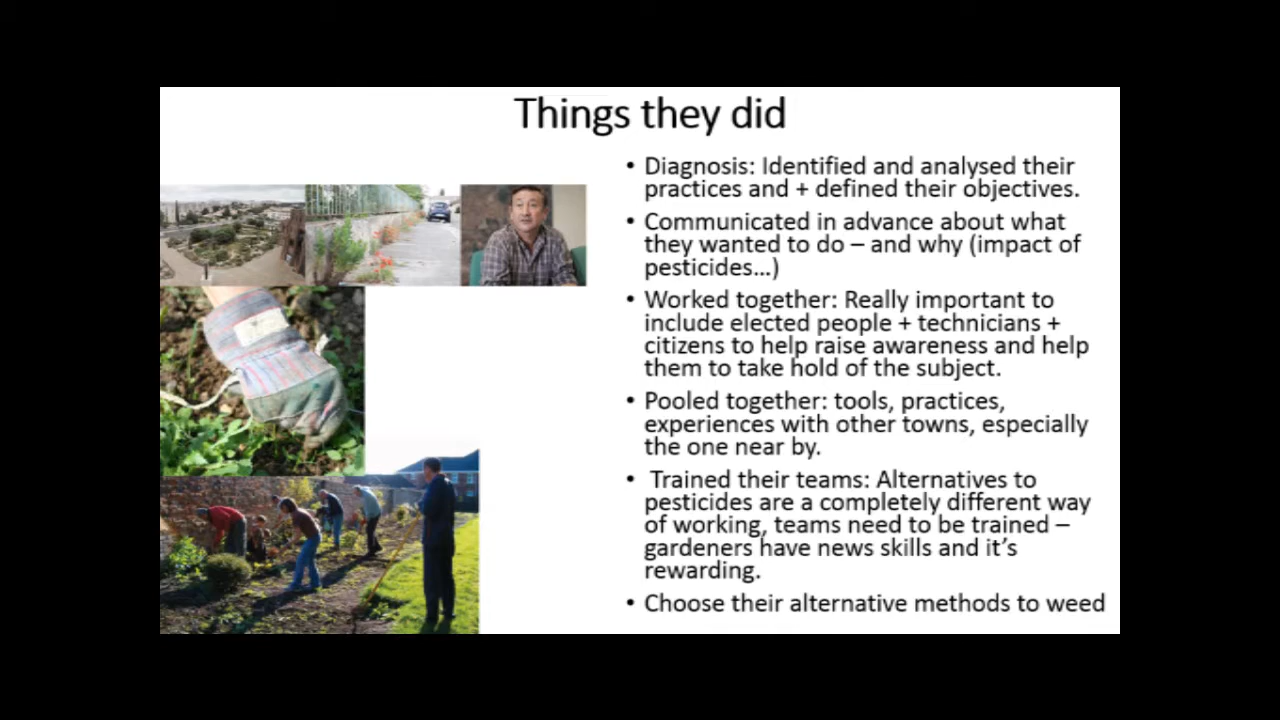 Things they did
• Diagnosis: Identified and analysed their
practices and + defined their objectives.
• Communicated in advance about what
they wanted to do – and why (impact of
pesticides…)
• Worked together: Really important to
include elected people + technicians +
citizens to help raise awareness and help
them to take hold of the subject.
• Pooled together: tools, practices,
experiences with other towns, especially
the one near by.
• Trained their teams: Alternatives to
pesticides are a completely different way
of working, teams need to be trained –
gardeners have news skills and it’s
rewarding.
• Choose their alternative methods to weed